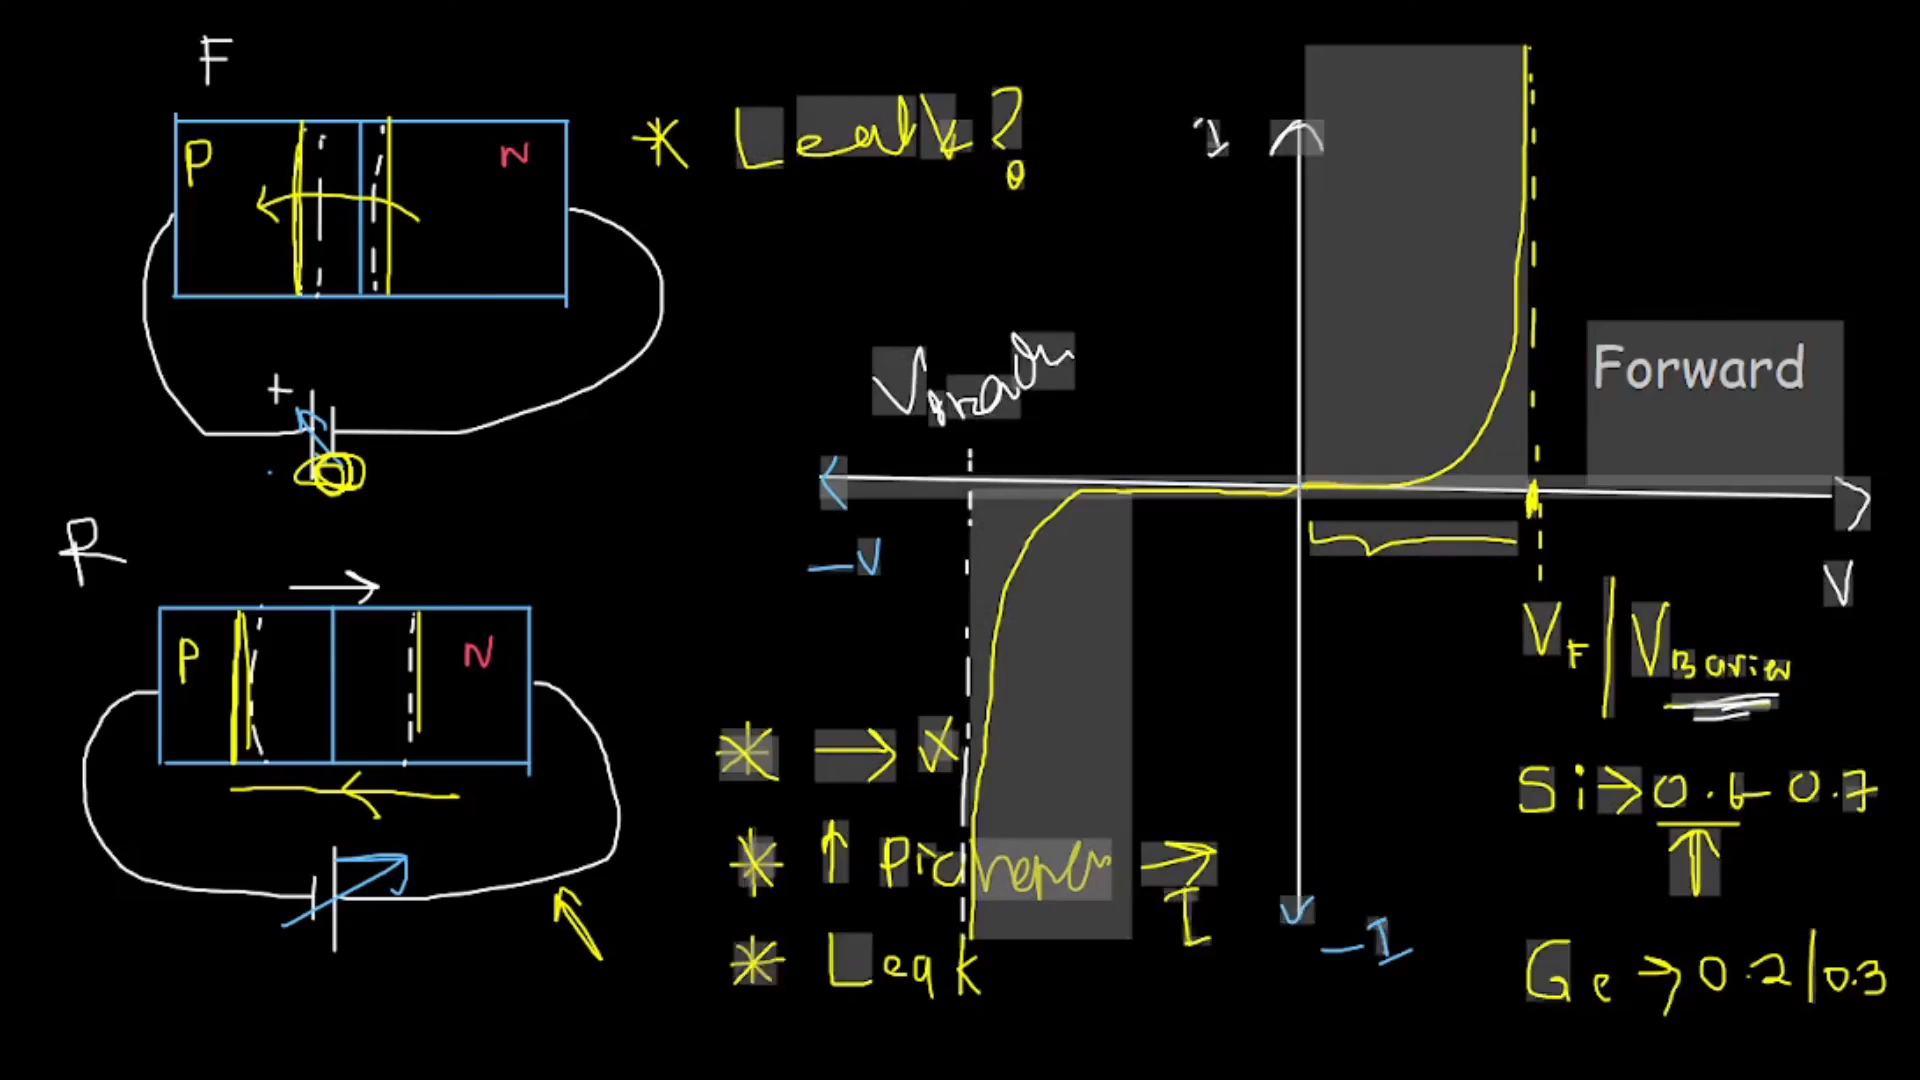 F
P N
+
* Leak?
I
Forward
-V
V
VF | VBarier
Si → 0.6 - 0.7
Ge → 0.2 | 0.3
R
P N
* → X
* ↑
→ I
* Leak
-I